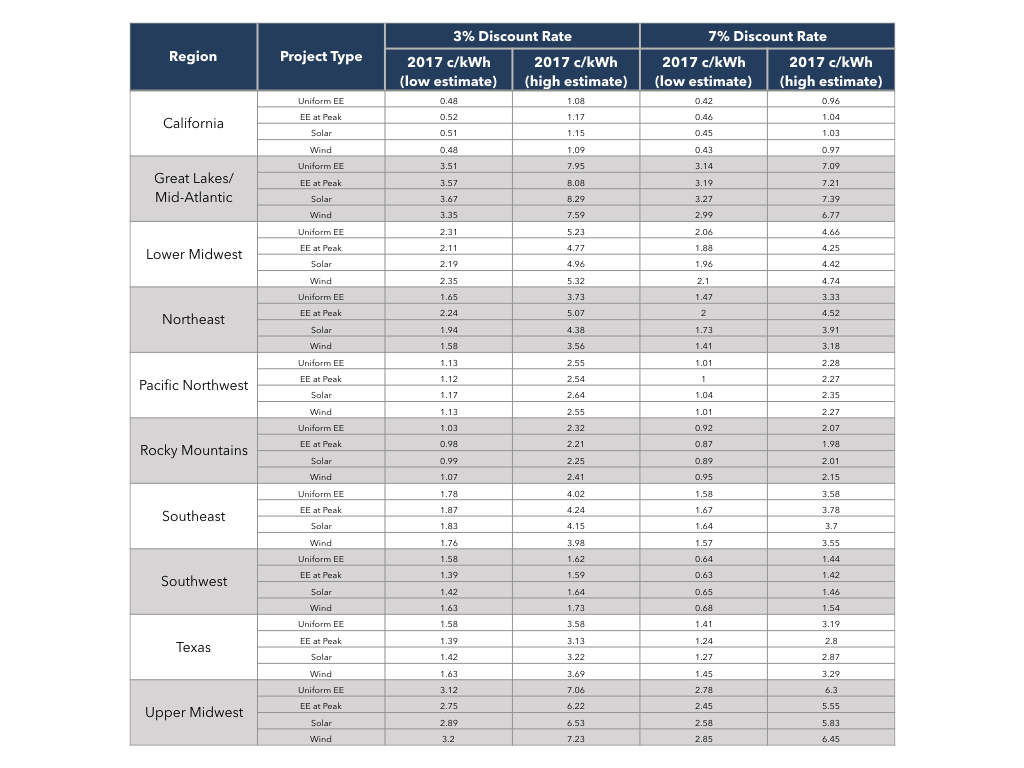 Region Project Type 3% Discount Rate 7% Discount Rate
2017 c/kWh (low estimate) 2017 c/kWh (high estimate) 2017 c/kWh (low estimate) 2017 c/kWh (high estimate)
California
Uniform EE 0.48 1.08 0.42 0.96
EE at Peak 0.52 1.17 0.46 1.04
Solar 0.51 1.15 0.45 1.03
Wind 0.48 1.09 0.43 0.97
Great Lakes/
Mid-Atlantic
Uniform EE 3.51 7.95 3.14 7.09
EE at Peak 3.57 8.08 3.19 7.21
Solar 3.67 8.29 3.27 7.39
Wind 3.35 7.59 2.99 6.77
Lower Midwest
Uniform EE 2.31 5.23 2.06 4.66
EE at Peak 2.11 4.77 1.88 4.25
Solar 2.19 4.96 1.96 4.42
Wind 2.35 5.32 2.1 4.74
Northeast
Uniform EE 1.65 3.73 1.47 3.33
EE at Peak 2.24 5.07 2 4.52
Solar 1.94 4.38 1.73 3.91
Wind 1.58 3.56 1.41 3.18
Pacific Northwest
Uniform EE 1.13 2.55 1.01 2.28
EE at Peak 1.12 2.54 1 2.27
Solar 1.17 2.64 1.04 2.35
Wind 1.13 2.55 1.01 2.27
Rocky Mountains
Uniform EE 1.03 2.32 0.92 2.07
EE at Peak 0.98 2.21 0.87 1.98
Solar 0.99 2.25 0.89 2.01
Wind 1.07 2.41 0.95 2.15
Southeast
Uniform EE 1.78 4.02 1.58 3.58
EE at Peak 1.87 4.24 1.67 3.78
Solar 1.83 4.15 1.64 3.7
Wind 1.76 3.98 1.57 3.55
Southwest
Uniform EE 1.58 1.62 0.64 1.44
EE at Peak 1.39 1.59 0.63 1.42
Solar 1.42 1.64 0.65 1.46
Wind 1.63 1.73 0.68 1.54
Texas
Uniform EE 1.58 3.58 1.41 3.19
EE at Peak 1.39 3.13 1.24 2.8
Solar 1.42 3.22 1.27 2.87
Wind 1.63 3.69 1.45 3.29
Upper Midwest
Uniform EE 3.12 7.06 2.78 6.3
EE at Peak 2.75 6.22 2.45 5.55
Solar 2.89 6.53 2.58 5.83
Wind 3.2 7.23 2.85 6.45